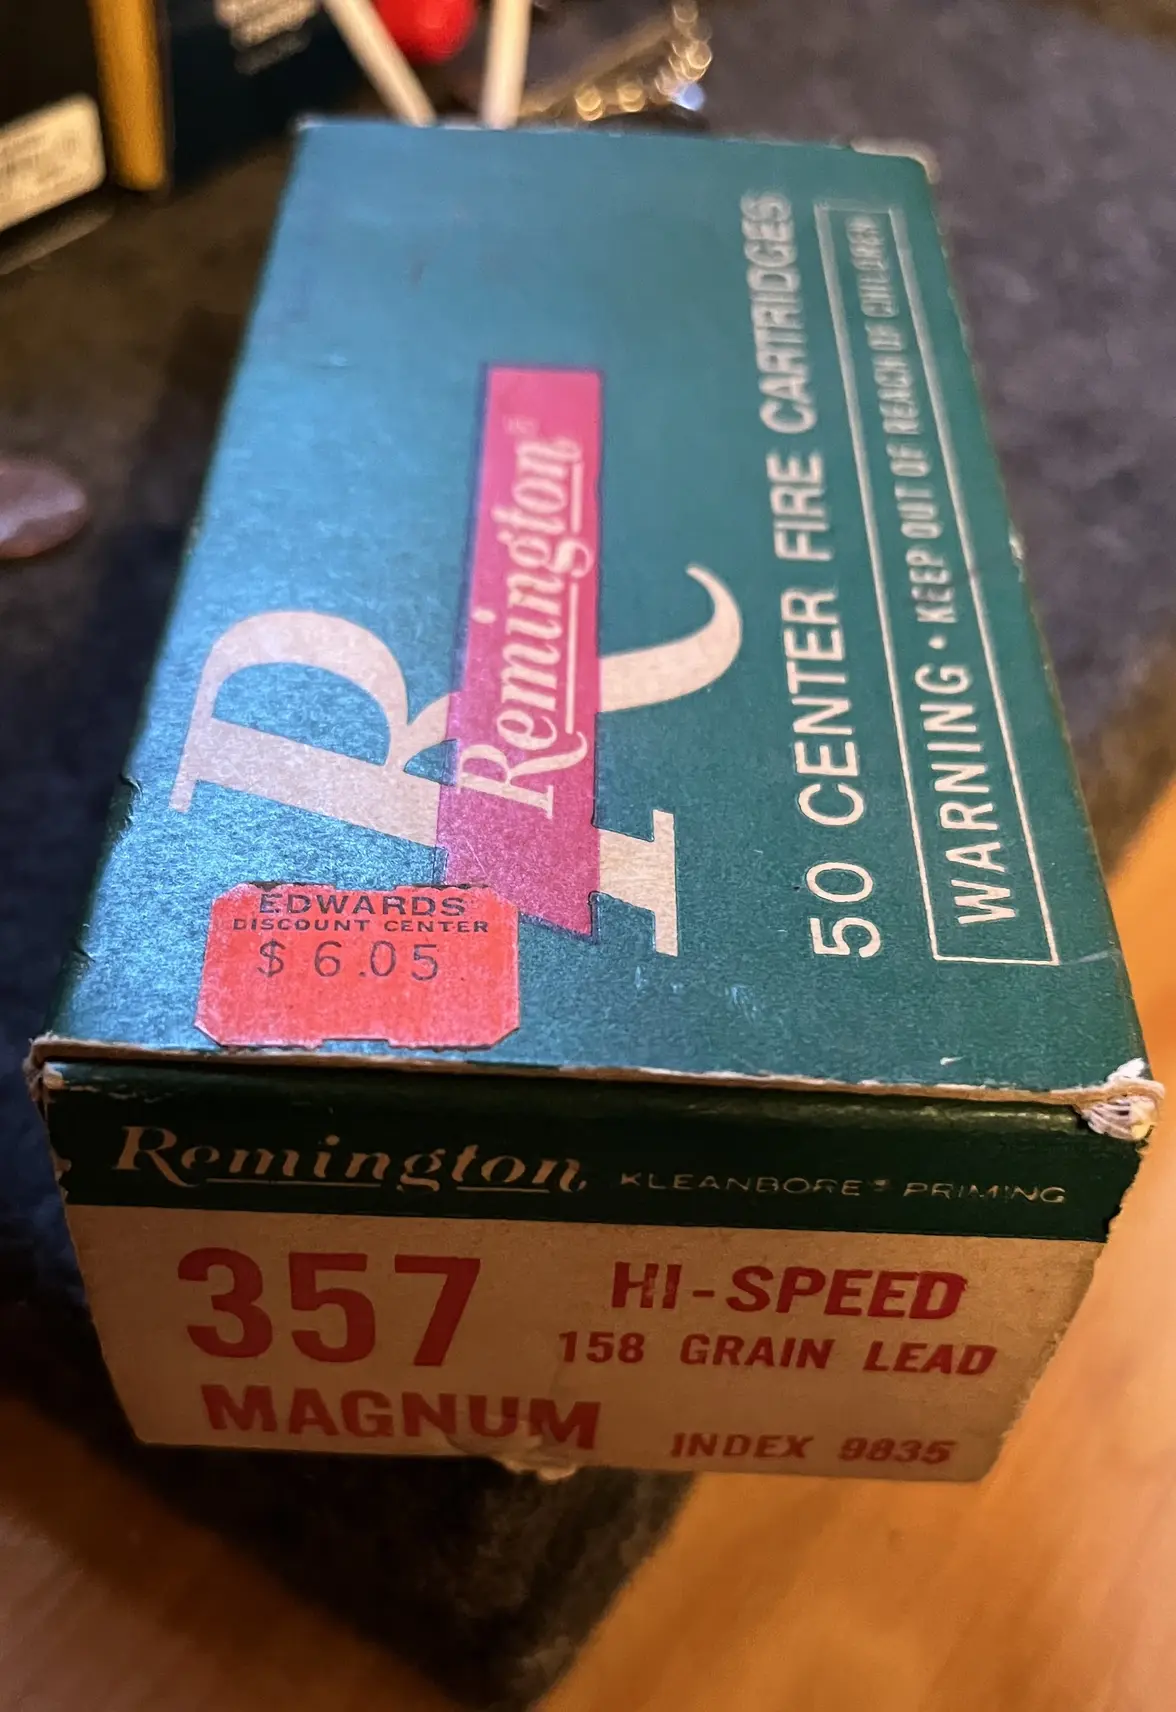 R
Remington®
50 CENTER FIRE CARTRIDGES
WARNING • KEEP OUT OF REACH OF CHILDREN
EDWARDS
DISCOUNT CENTER
$6.05
Remington KLEANBORE® PRIMING
357
MAGNUM
HI-SPEED
158 GRAIN LEAD
INDEX 9835